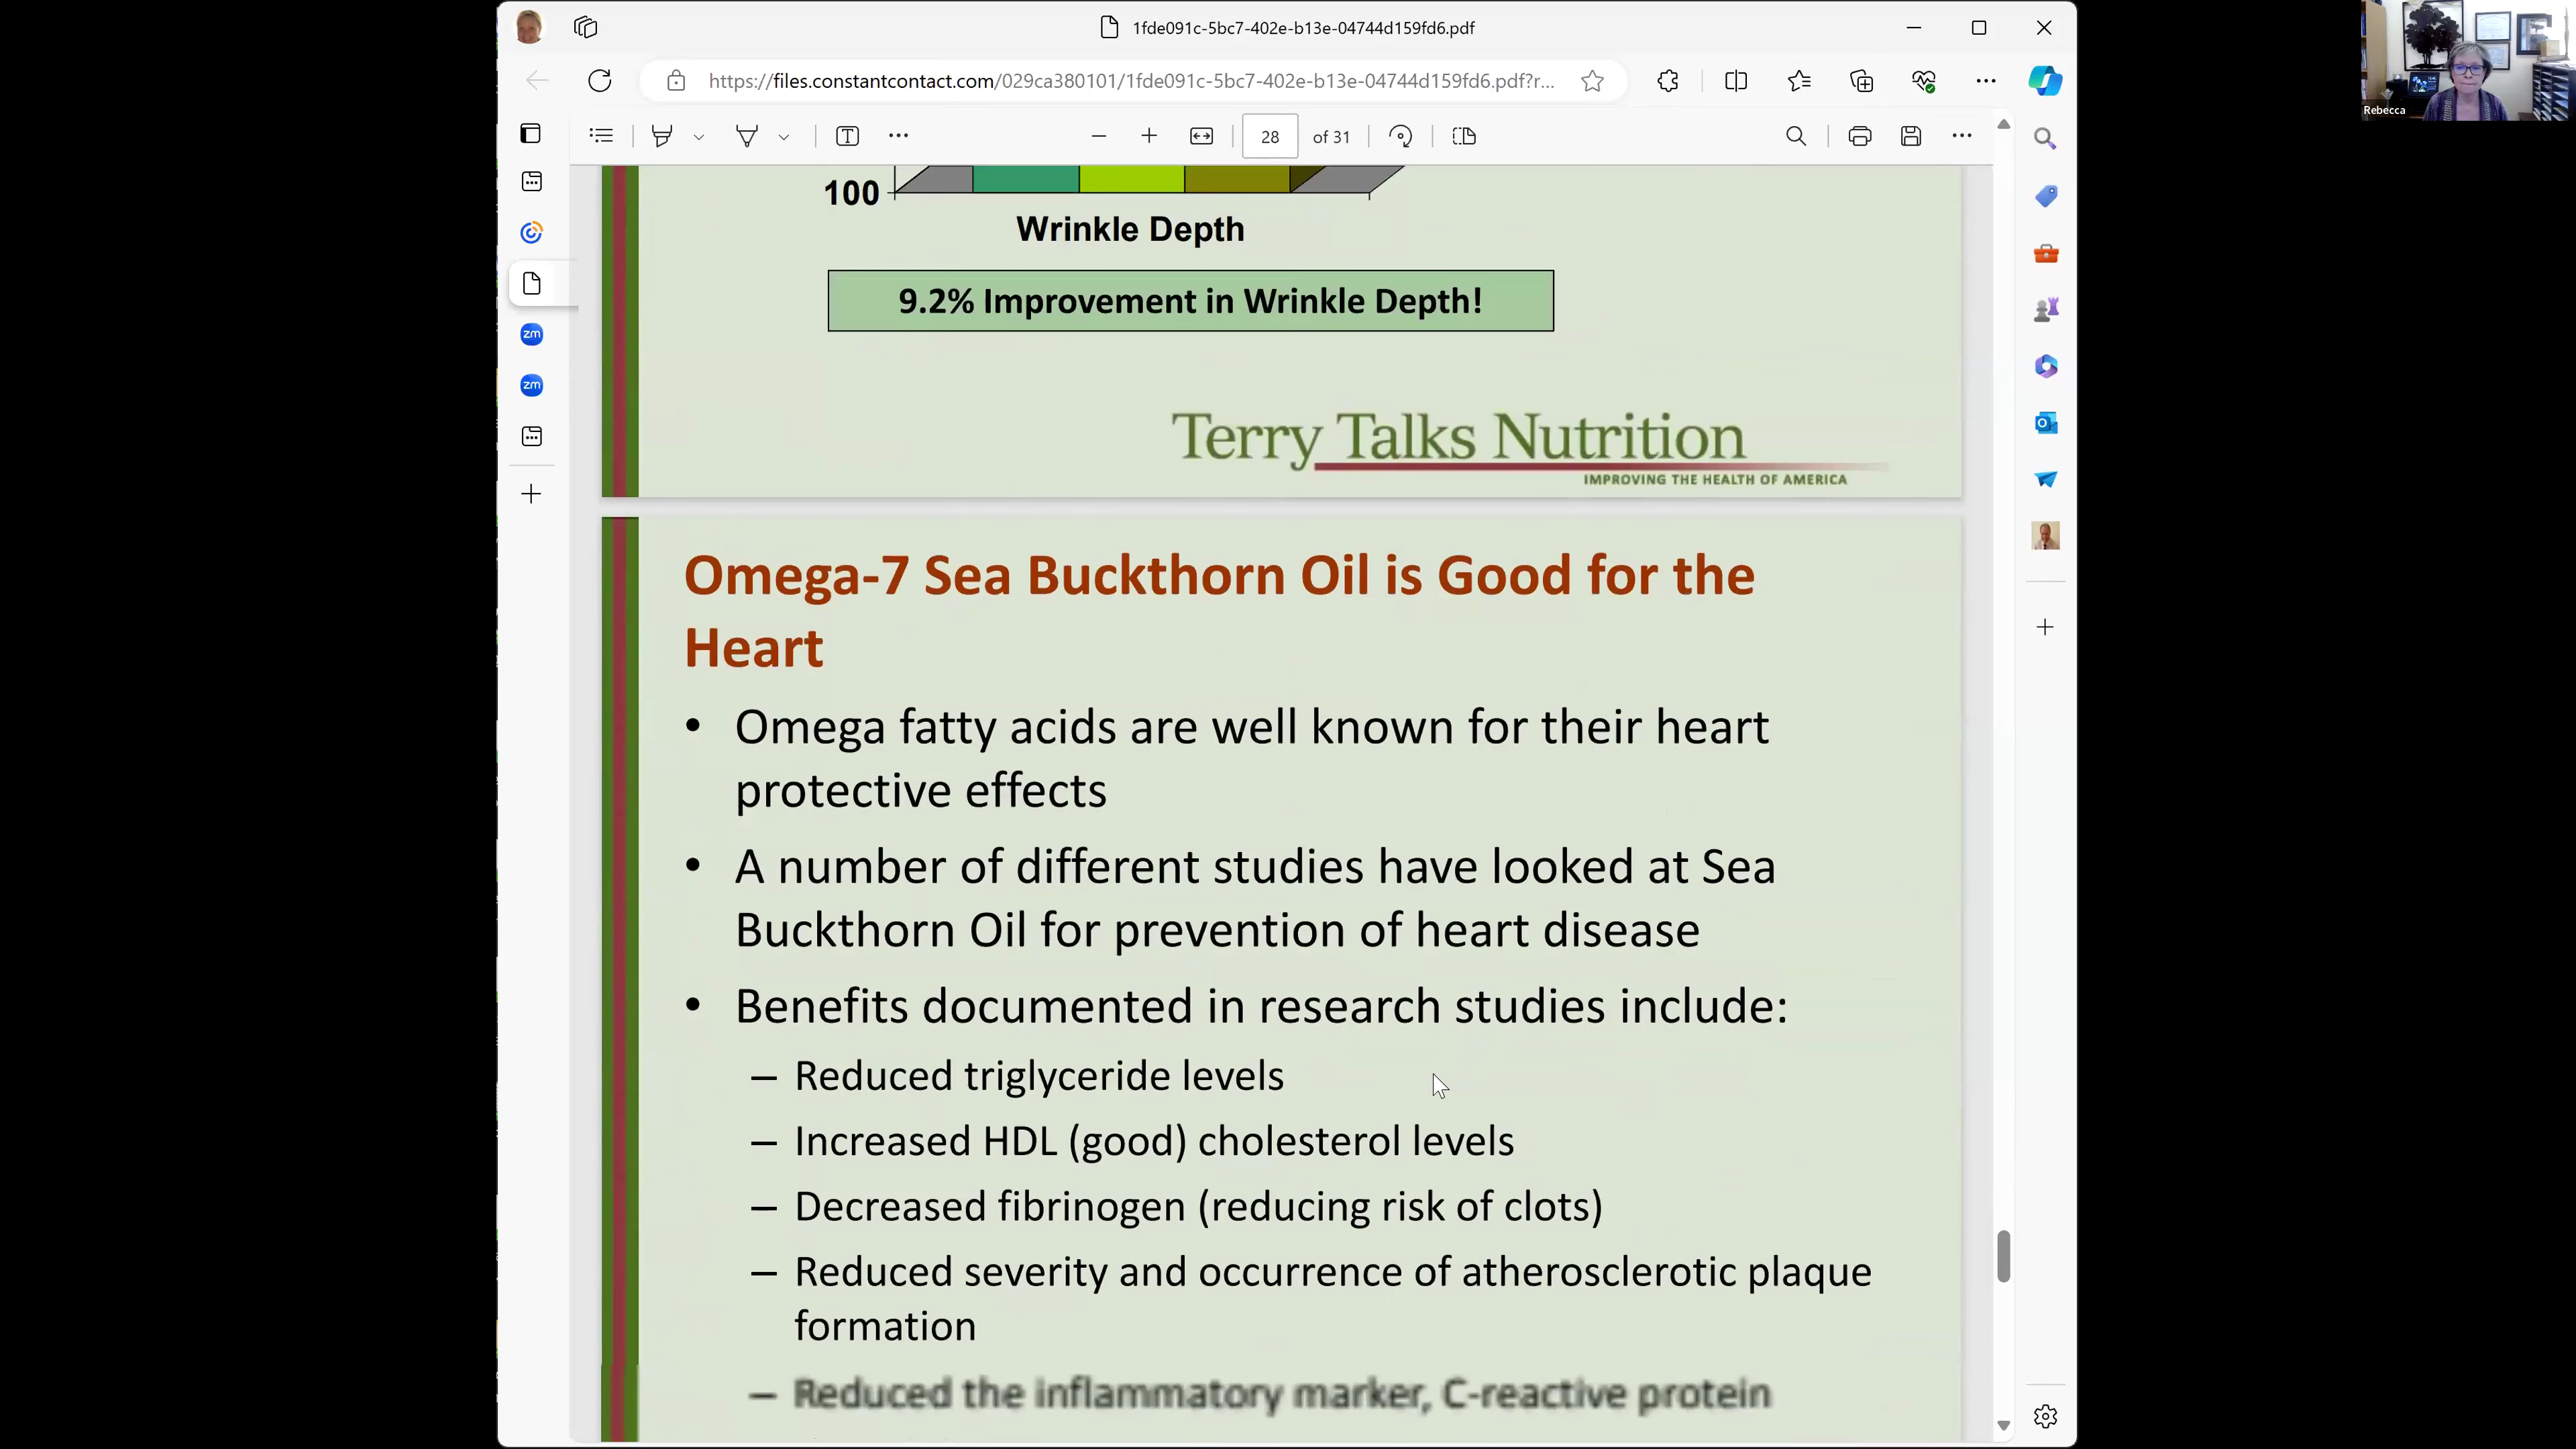 1fde091c-5bc7-402e-b13e-04744d159fd6.pdf
https://files.constantcontact.com/029ca380101/1fde091c-5bc7-402e-b13e-04744d159fd6.pdf?r...
Rebecca
28 of 31
zm
zm
100
Wrinkle Depth
9.2% Improvement in Wrinkle Depth!
Terry Talks Nutrition
IMPROVING THE HEALTH OF AMERICA
Omega-7 Sea Buckthorn Oil is Good for the
Heart
• Omega fatty acids are well known for their heart
protective effects
• A number of different studies have looked at Sea
Buckthorn Oil for prevention of heart disease
• Benefits documented in research studies include:
– Reduced triglyceride levels
– Increased HDL (good) cholesterol levels
– Decreased fibrinogen (reducing risk of clots)
– Reduced severity and occurrence of atherosclerotic plaque
formation
– Reduced the inflammatory marker, C-reactive protein